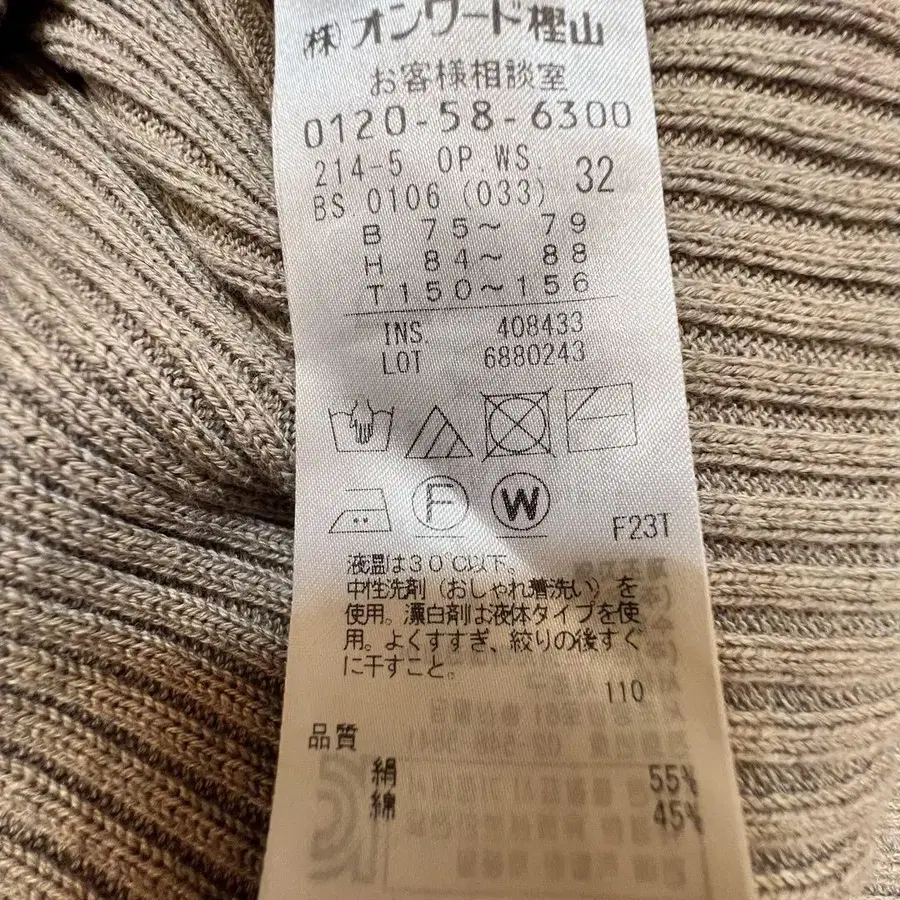 (株)オンワード樫山
お客様相談室
0120-58-6300
214-5 OP.WS. 32
BS.0106 (033)
B 75〜 79
H 84〜 88
T150〜156
INS. 408433
LOT 6880243
F W F23T
液温は30℃以下。
中性洗剤(おしゃれ着洗い)を
使用。漂白剤は液体タイプを使
用。よくすすぎ、絞りの後すぐ
に干すこと。
110
品質
絹 55%
綿 45%